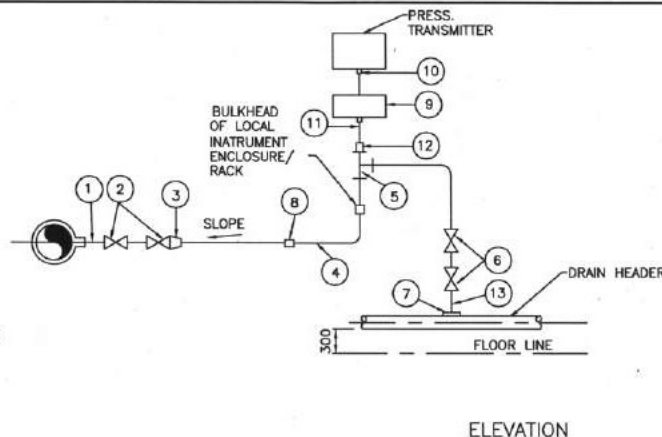 PRESS.
TRANSMITTER
10
9
BULKHEAD
OF LOCAL
INATRUMENT
ENCLOSURE/
RACK
11
12
5
1
2
3
SLOPE
8
4
6
7
13
DRAIN HEADER
300
FLOOR LINE
ELEVATION